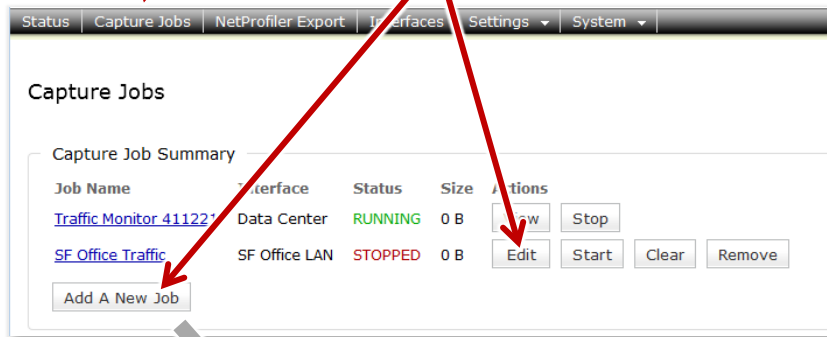 Status Capture Jobs NetProfiler Export Interfaces Settings System
Capture Jobs
Capture Job Summary
Job Name Interface Status Size Actions
Traffic Monitor 411221 Data Center RUNNING 0 B Stop
SF Office Traffic SF Office LAN STOPPED 0 B Edit Start Clear Remove
Add A New Job